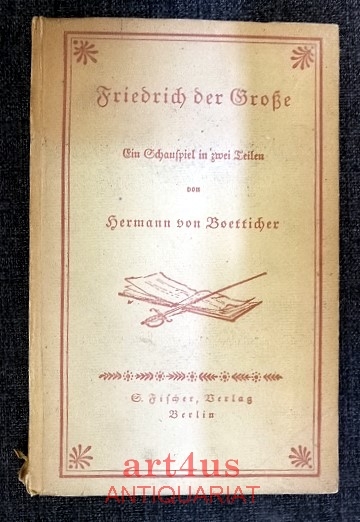 Friedrich der Große
Ein Schauspiel in zwei Teilen
von
Hermann von Boetticher
S. Fischer, Verlag
Berlin
art4us
ANTIQUARIAT